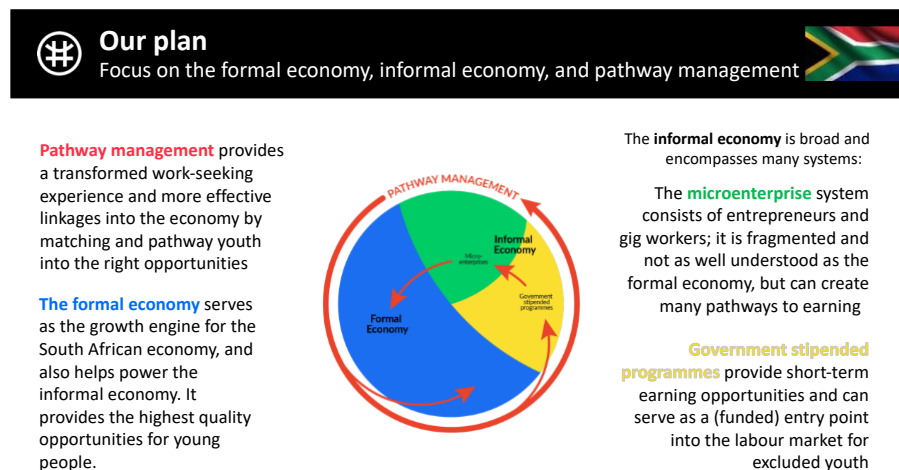 Our plan
Focus on the formal economy, informal economy, and pathway management
Pathway management provides
a transformed work-seeking
experience and more effective
linkages into the economy by
matching and pathway youth
into the right opportunities
The formal economy serves
as the growth engine for the
South African economy, and
also helps power the
informal economy. It
provides the highest quality
opportunities for young
people.
PATHWAY MANAGEMENT
Informal
Economy
Micro-
enterprises
Government
stipended
programmes
Formal
Economy
The informal economy is broad and
encompasses many systems:
The microenterprise system
consists of entrepreneurs and
gig workers; it is fragmented and
not as well understood as the
formal economy, but can create
many pathways to earning
Government stipended
programmes provide short-term
earning opportunities and can
serve as a (funded) entry point
into the labour market for
excluded youth